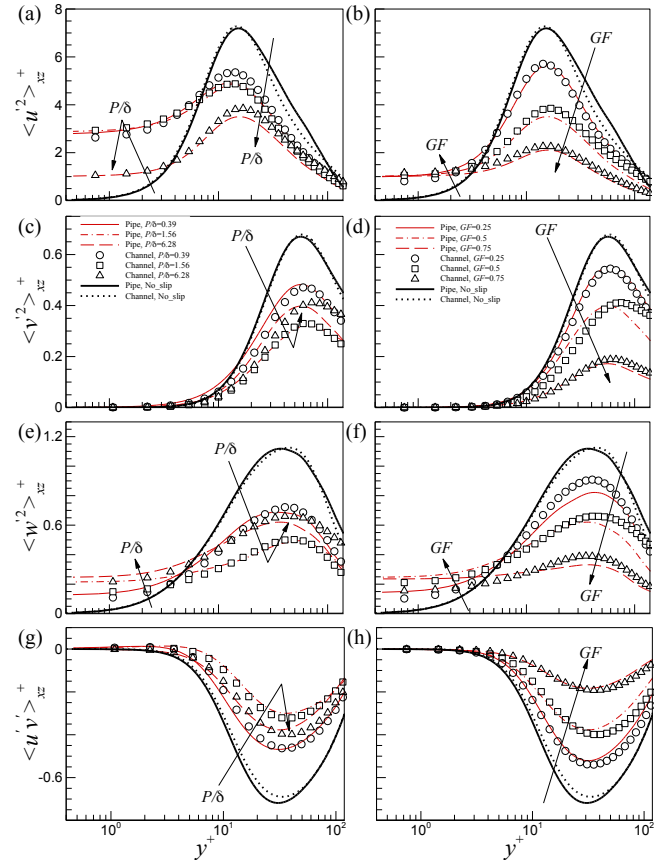 (a)
(b)
8
6
4
2
0
<u'²>⁺xz
P/δ
P/δ
GF
GF
(c)
(d)
0.6
0.4
0.2
0
<v'²>⁺xz
Pipe, P/δ=0.39
Pipe, P/δ=1.56
Pipe, P/δ=6.28
Channel, P/δ=0.39
Channel, P/δ=1.56
Channel, P/δ=6.28
Pipe, No_slip
Channel, No_slip
P/δ
Pipe, GF=0.25
Pipe, GF=0.5
Pipe, GF=0.75
Channel, GF=0.25
Channel, GF=0.5
Channel, GF=0.75
Pipe, No_slip
Channel, No_slip
GF
(e)
(f)
1.2
0.6
0
<w'²>⁺xz
P/δ
P/δ
GF
GF
(g)
(h)
0
-0.6
<u'v'>⁺xz
P/δ
GF
10⁰
10¹
10²
10⁰
10¹
10²
y⁺
y⁺